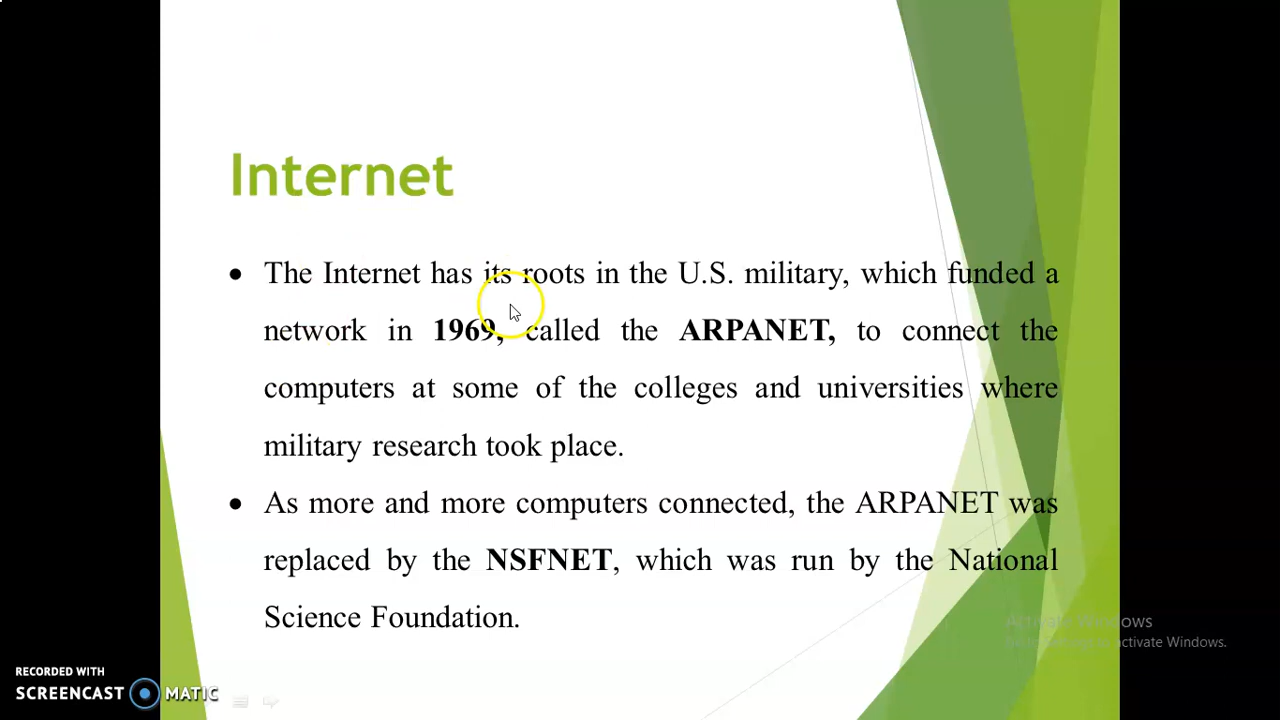 Internet
• The Internet has its roots in the U.S. military, which funded a
network in 1969, called the ARPANET, to connect the
computers at some of the colleges and universities where
military research took place.
• As more and more computers connected, the ARPANET was
replaced by the NSFNET, which was run by the National
Science Foundation.
Activate Windows
Go to Settings to activate Windows.
RECORDED WITH
SCREENCAST MATIC